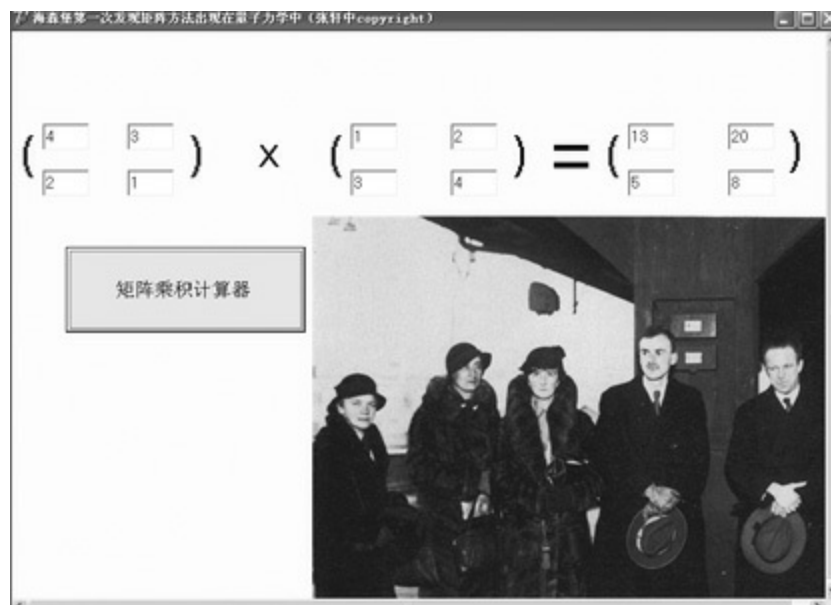 海森堡第一次发现矩阵方法出现在量子力学中（张轩中copyright）
4 3 1 2 13 20
( ) x ( ) = ( )
2 1 3 4 5 8
矩阵乘积计算器